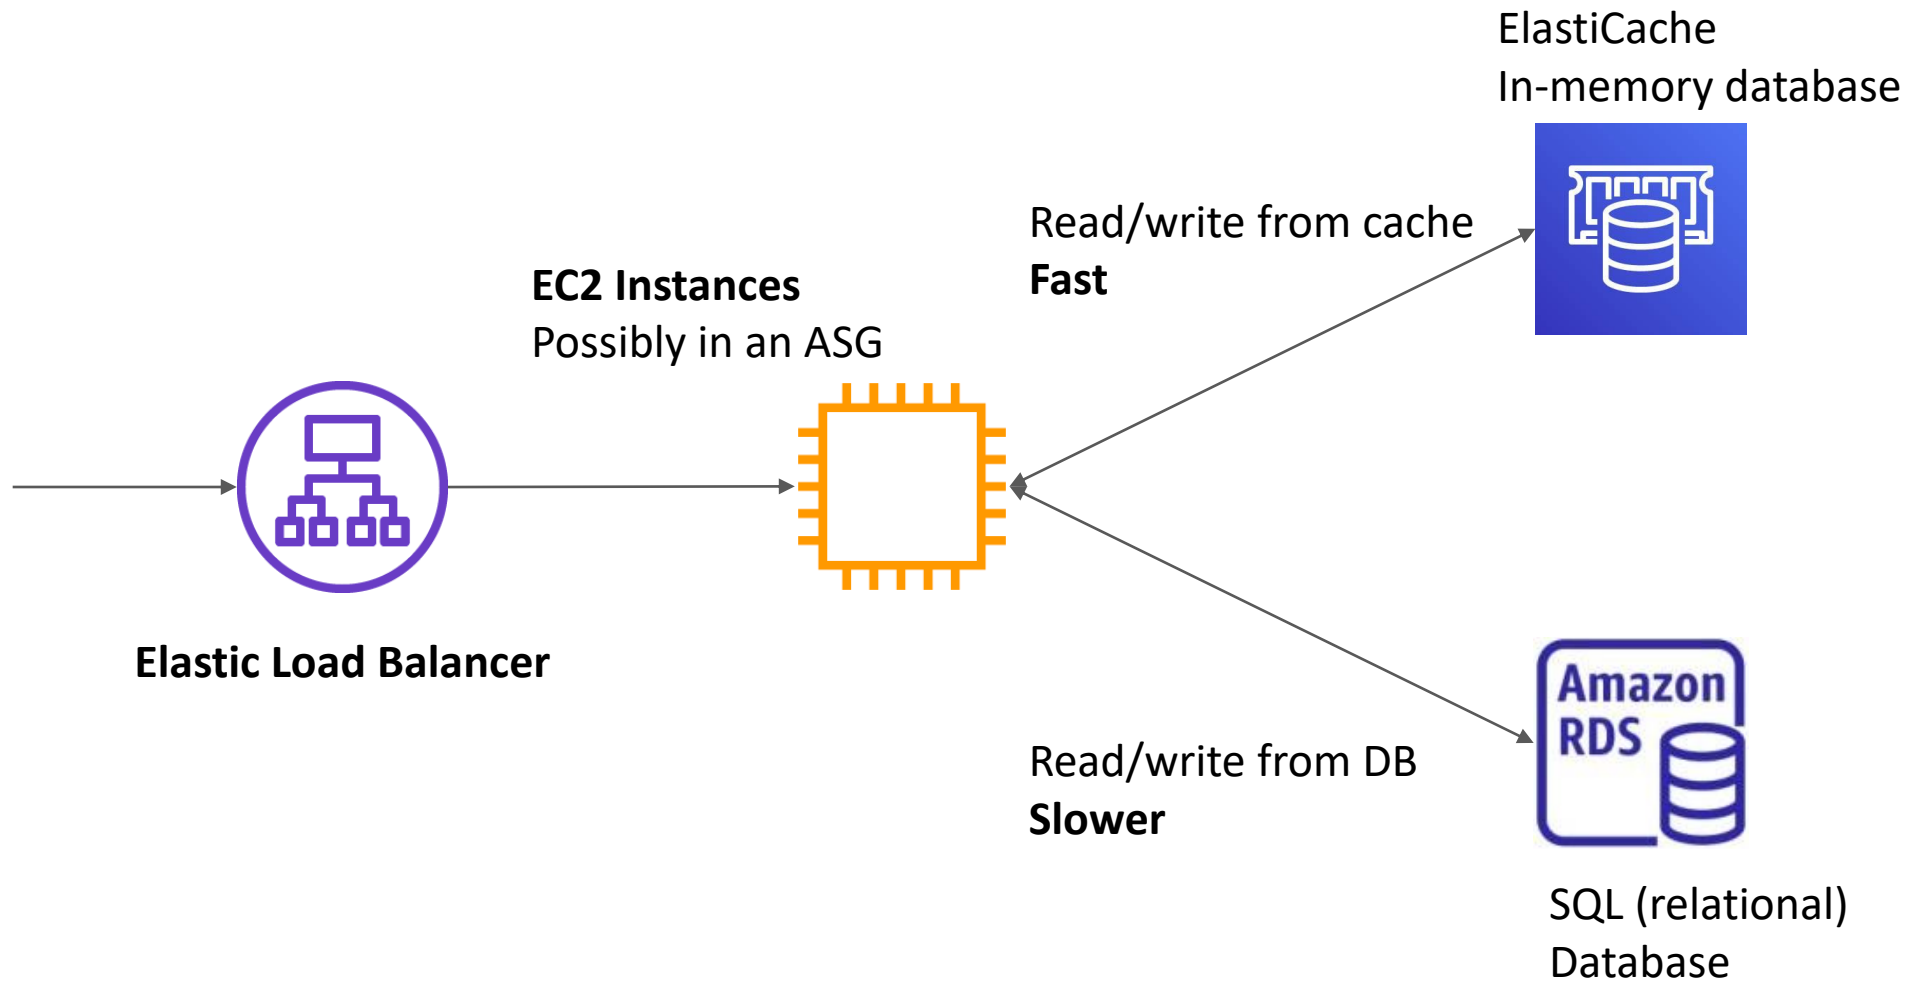 ElastiCache
In-memory database
Read/write from cache
Fast
EC2 Instances
Possibly in an ASG
Elastic Load Balancer
Amazon
RDS
Read/write from DB
Slower
SQL (relational)
Database